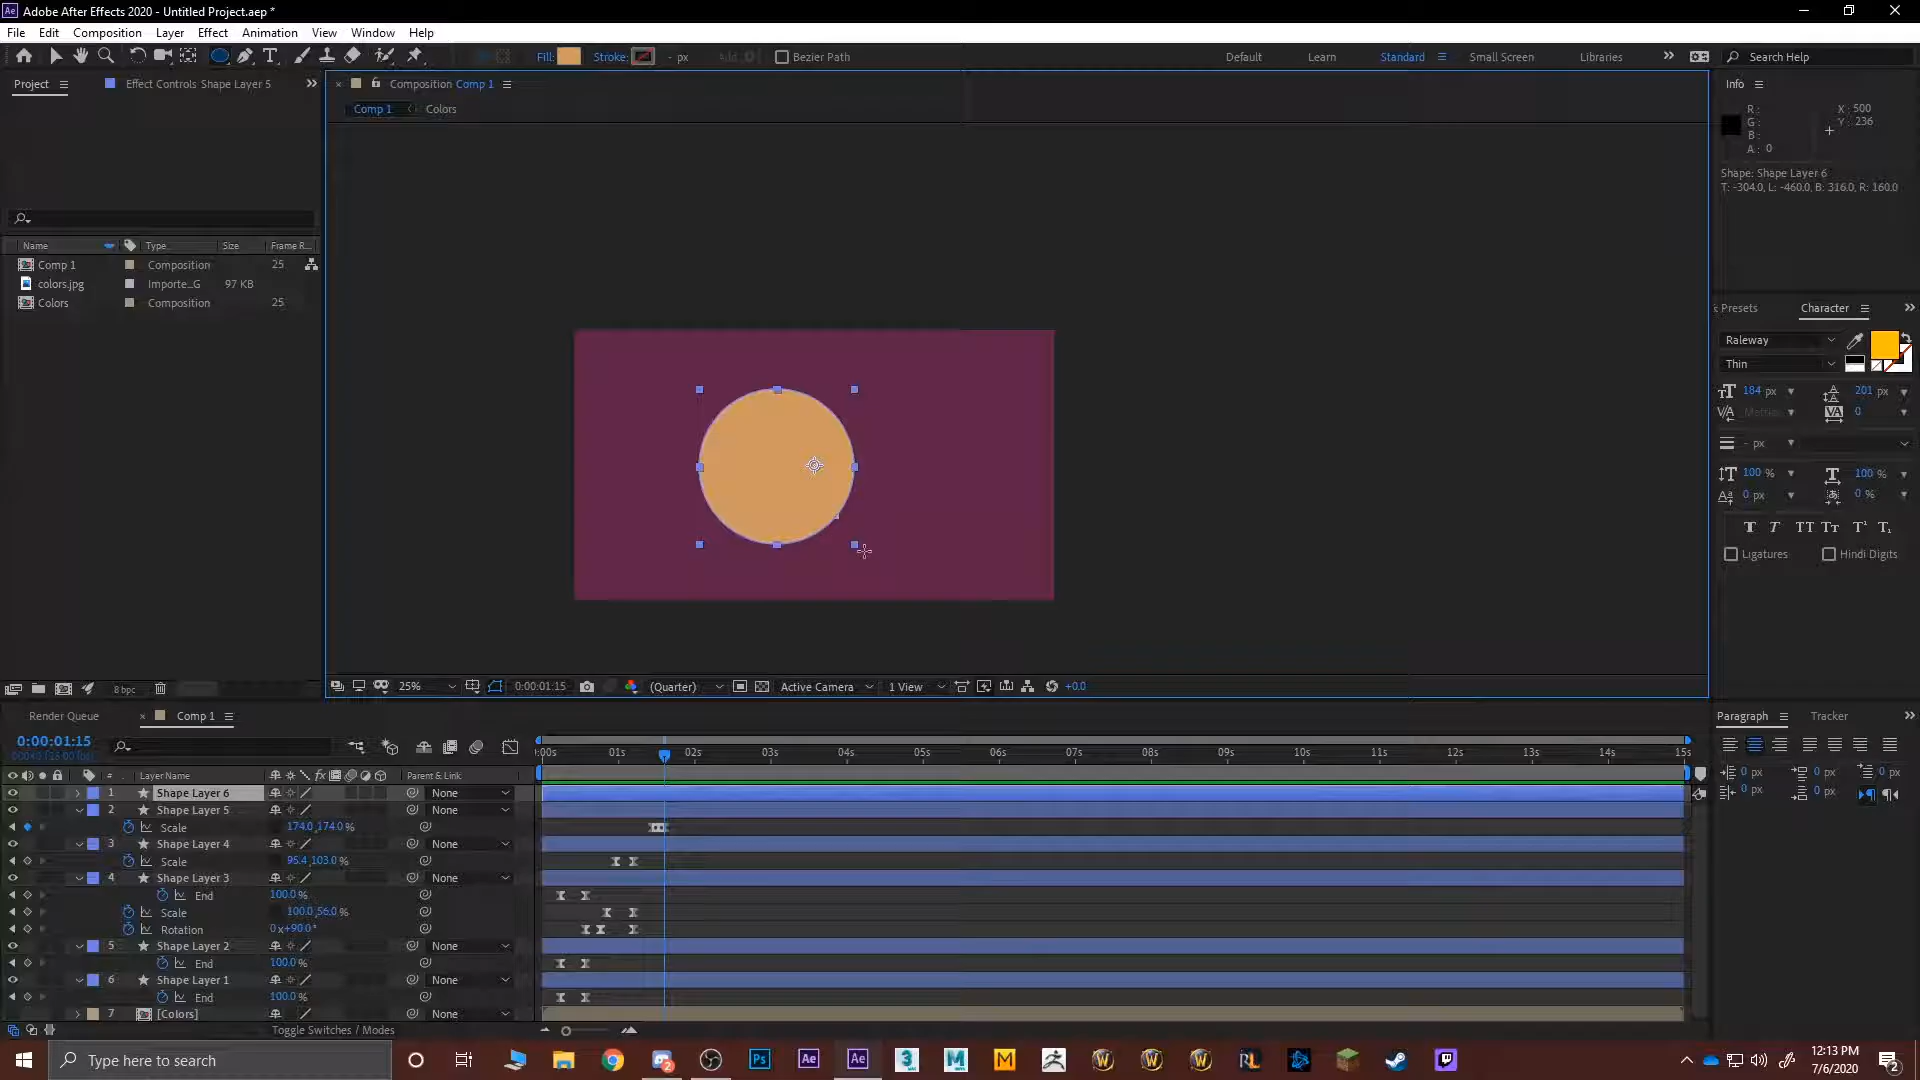 Adobe After Effects 2020 - Untitled Project.aep *
File Edit Composition Layer Effect Animation View Window Help
Fill: Stroke: - px Add: Bezier Path Default Learn Standard Small Screen Libraries Search Help
Project Effect Controls Shape Layer 5 Composition Comp 1 Info
Comp 1 Colors
R : X : 500
G : Y : 236
B :
A : 0
Shape: Shape Layer 6
T: -304.0, L: -460.0, B: 316.0, R: 160.0
Name Type Size Frame R...
Comp 1 Composition 25
colors.jpg Importe_G 97 KB
Colors Composition 25
Presets Character
Raleway
Thin
184 px 201 px
0
- px
100 % 100 %
0 px 0 %
T T TT Tt T¹ T₁
Ligatures Hindi Digits
8 bpc 25% 0:00:01:15 (Quarter) Active Camera 1 View +0.0
Render Queue Comp 1 Paragraph Tracker
0:00:01:15
:00s 01s 02s 03s 04s 05s 06s 07s 08s 09s 10s 11s 12s 13s 14s 15s
# Layer Name Parent & Link
0 px 0 px 0 px
0 px 0 px
1 Shape Layer 6 None
2 Shape Layer 5 None
Scale 174.0,174.0%
3 Shape Layer 4 None
Scale 95.4,103.0%
4 Shape Layer 3 None
End 100.0%
Scale 100.0,56.0%
Rotation 0x+90.0°
5 Shape Layer 2 None
End 100.0%
6 Shape Layer 1 None
End 100.0%
7 [Colors] None
Toggle Switches / Modes
Type here to search
12:13 PM
7/6/2020